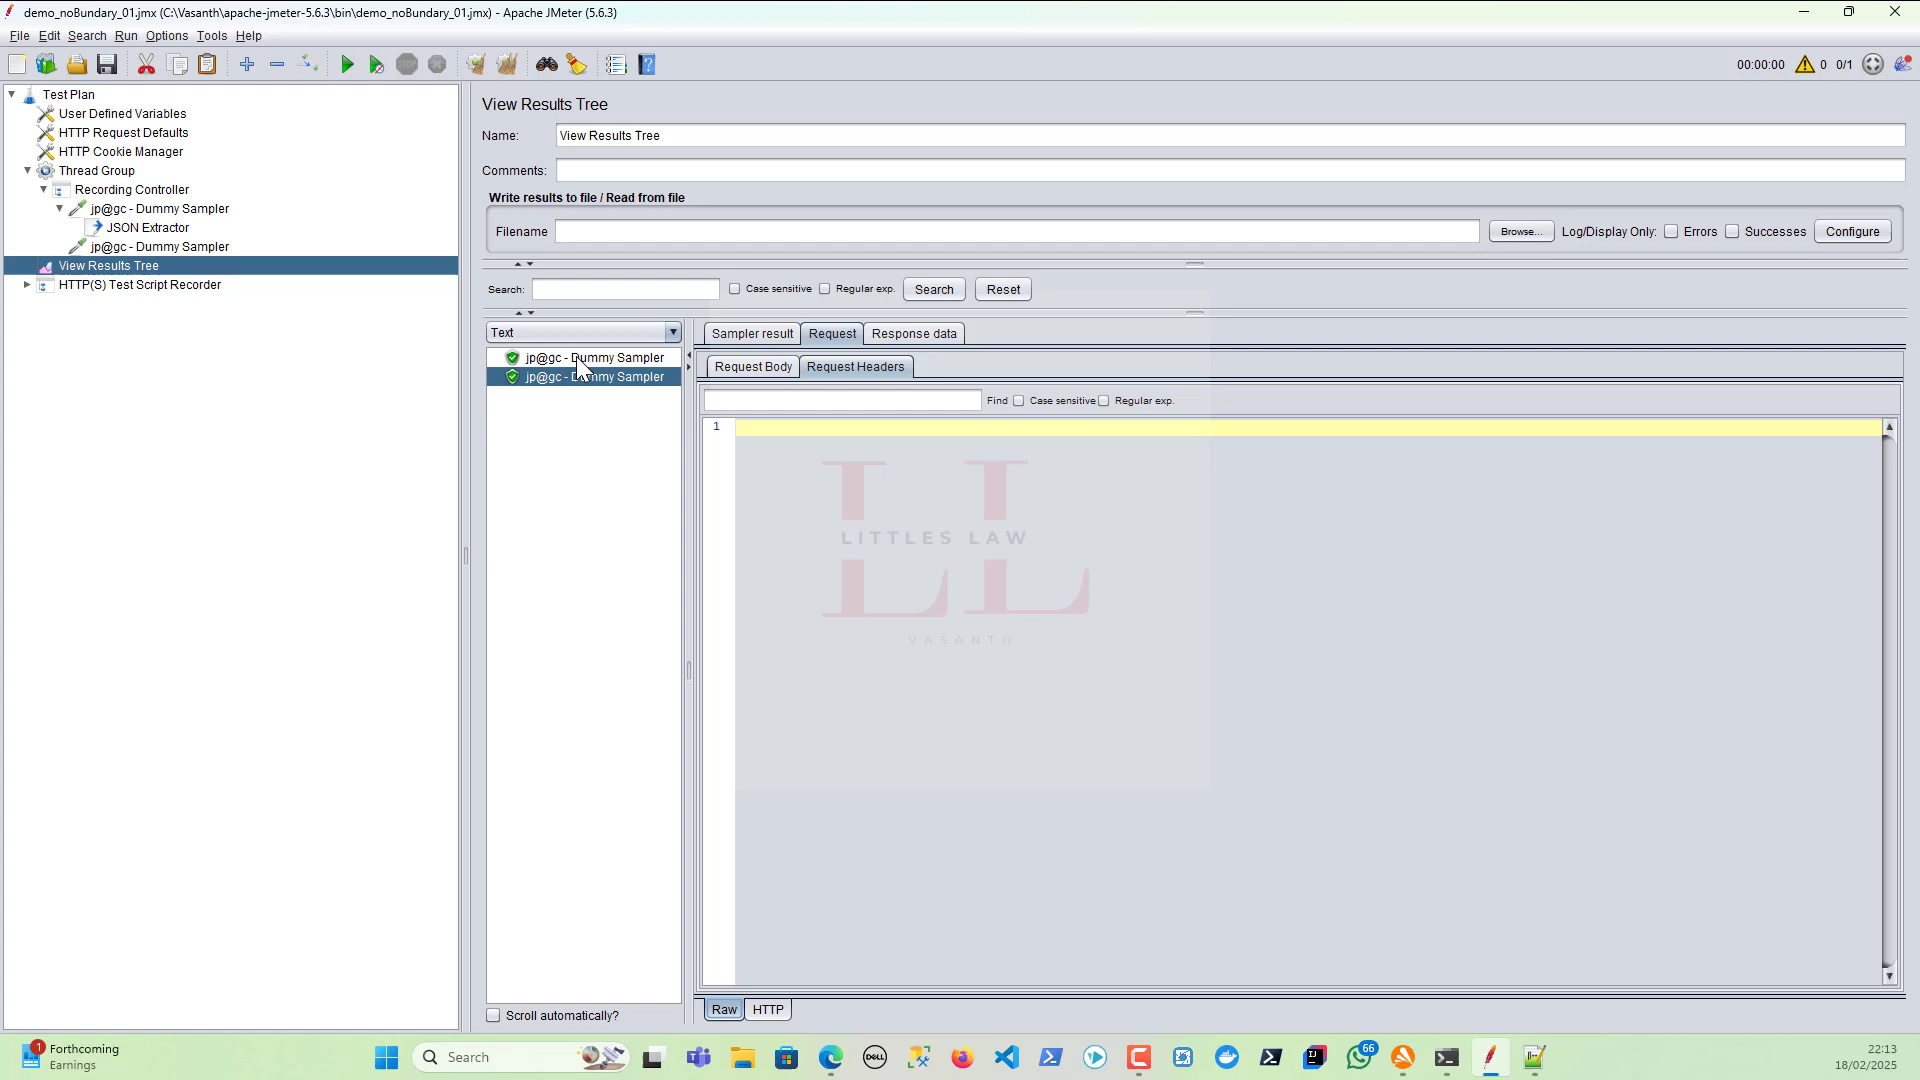 demo_noBundary_01.jmx (C:\Vasanth\apache-jmeter-5.6.3\bin\demo_noBundary_01.jmx) - Apache JMeter (5.6.3)
File Edit Search Run Options Tools Help
STOP
00:00:00 0 0/1
Test Plan
User Defined Variables
HTTP Request Defaults
HTTP Cookie Manager
Thread Group
Recording Controller
jp@gc - Dummy Sampler
JSON Extractor
jp@gc - Dummy Sampler
View Results Tree
HTTP(S) Test Script Recorder
View Results Tree
Name: View Results Tree
Comments:
Write results to file / Read from file
Filename Browse... Log/Display Only: Errors Successes Configure
Search: Case sensitive Regular exp. Search Reset
Text
jp@gc - Dummy Sampler
jp@gc - Dummy Sampler
Scroll automatically?
Sampler result Request Response data
Request Body Request Headers
Find Case sensitive Regular exp.
1
LL
LITTLES LAW
LL
VASANTH
Raw HTTP
1 Forthcoming
Earnings
Search
DELL
66
22:13
18/02/2025